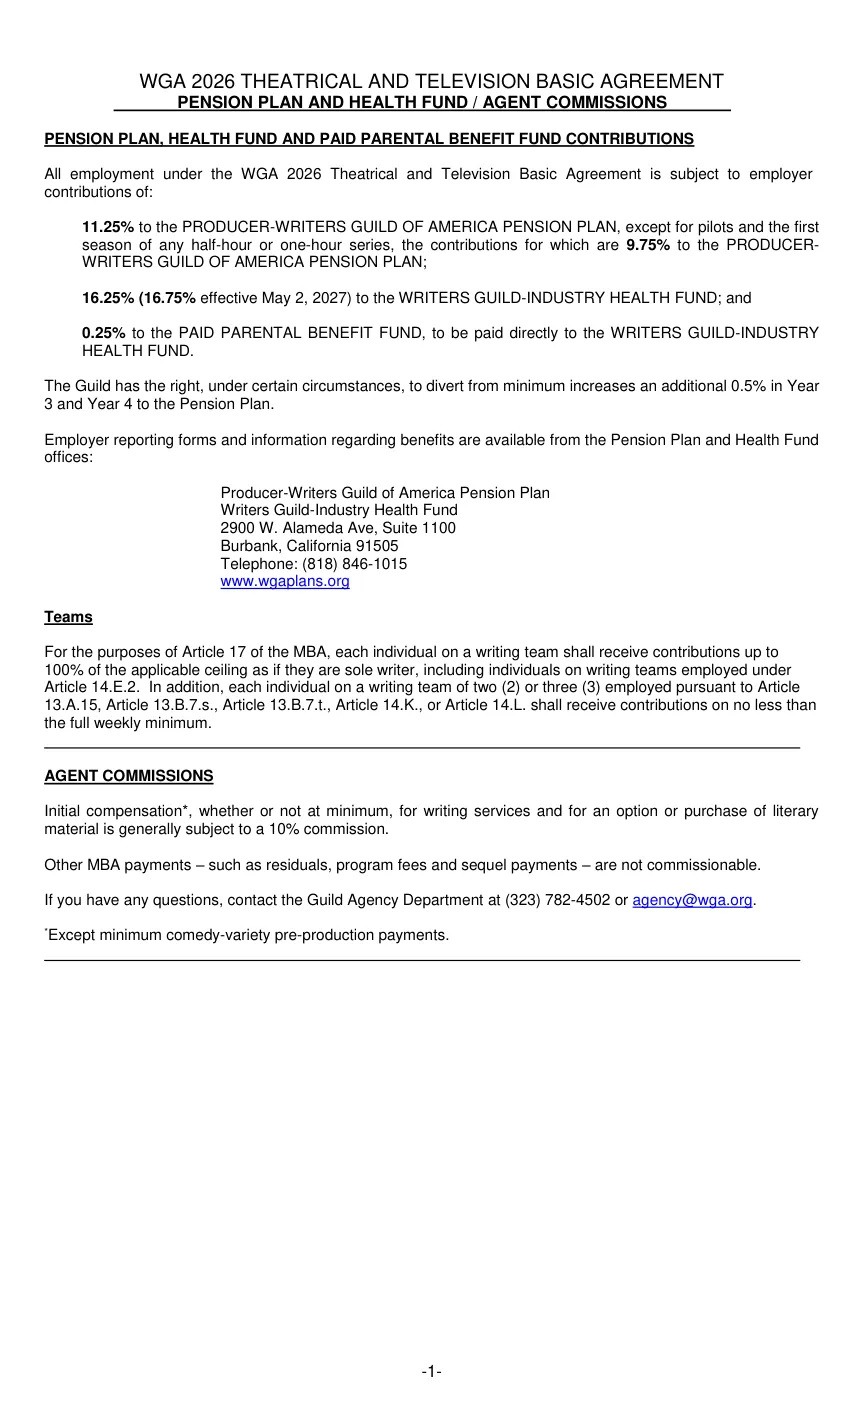 WGA 2026 THEATRICAL AND TELEVISION BASIC AGREEMENT
PENSION PLAN AND HEALTH FUND / AGENT COMMISSIONS
PENSION PLAN, HEALTH FUND AND PAID PARENTAL BENEFIT FUND CONTRIBUTIONS
All employment under the WGA 2026 Theatrical and Television Basic Agreement is subject to employer
contributions of:
11.25% to the PRODUCER-WRITERS GUILD OF AMERICA PENSION PLAN, except for pilots and the first
season of any half-hour or one-hour series, the contributions for which are 9.75% to the PRODUCER-
WRITERS GUILD OF AMERICA PENSION PLAN;
16.25% (16.75% effective May 2, 2027) to the WRITERS GUILD-INDUSTRY HEALTH FUND; and
0.25% to the PAID PARENTAL BENEFIT FUND, to be paid directly to the WRITERS GUILD-INDUSTRY
HEALTH FUND.
The Guild has the right, under certain circumstances, to divert from minimum increases an additional 0.5% in Year
3 and Year 4 to the Pension Plan.
Employer reporting forms and information regarding benefits are available from the Pension Plan and Health Fund
offices:
Producer-Writers Guild of America Pension Plan
Writers Guild-Industry Health Fund
2900 W. Alameda Ave, Suite 1100
Burbank, California 91505
Telephone: (818) 846-1015
www.wgaplans.org
Teams
For the purposes of Article 17 of the MBA, each individual on a writing team shall receive contributions up to
100% of the applicable ceiling as if they are sole writer, including individuals on writing teams employed under
Article 14.E.2. In addition, each individual on a writing team of two (2) or three (3) employed pursuant to Article
13.A.15, Article 13.B.7.s., Article 13.B.7.t., Article 14.K., or Article 14.L. shall receive contributions on no less than
the full weekly minimum.
AGENT COMMISSIONS
Initial compensation*, whether or not at minimum, for writing services and for an option or purchase of literary
material is generally subject to a 10% commission.
Other MBA payments – such as residuals, program fees and sequel payments – are not commissionable.
If you have any questions, contact the Guild Agency Department at (323) 782-4502 or agency@wga.org.
*Except minimum comedy-variety pre-production payments.
-1-